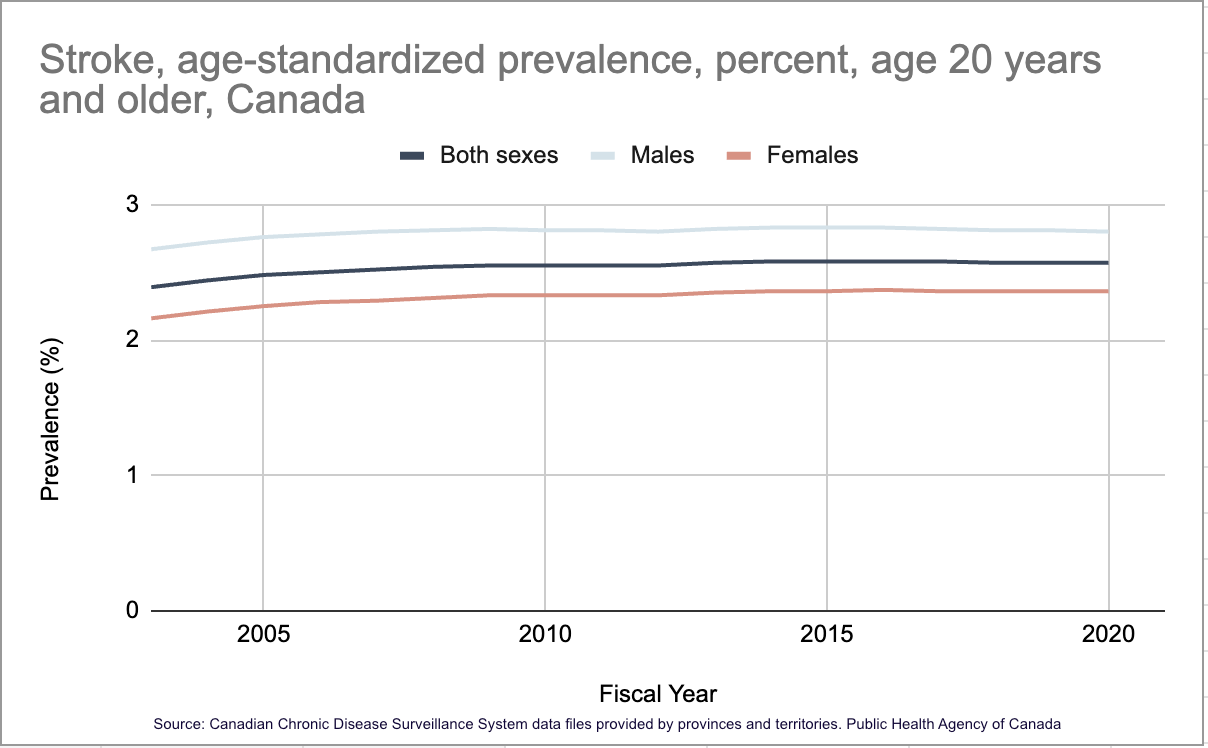 Stroke, age-standardized prevalence, percent, age 20 years
and older, Canada
Both sexes Males Females
3
2
1
0
Prevalence (%)
2005 2010 2015 2020
Fiscal Year
Source: Canadian Chronic Disease Surveillance System data files provided by provinces and territories. Public Health Agency of Canada